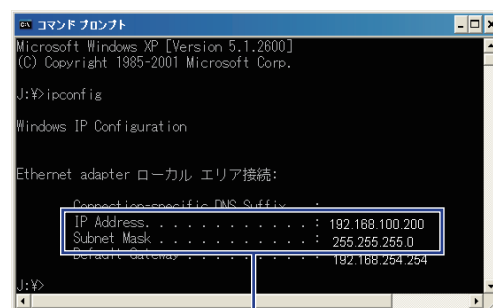 コマンド プロンプト
Microsoft Windows XP [Version 5.1.2600]
(C) Copyright 1985-2001 Microsoft Corp.
J:¥>ipconfig
Windows IP Configuration
Ethernet adapter ローカル エリア接続:
Connection-specific DNS Suffix . :
IP Address. . . . . . . . . . . . : 192.168.100.200
Subnet Mask . . . . . . . . . . . : 255.255.255.0
Default Gateway . . . . . . . . . : 192.168.254.254
J:¥>